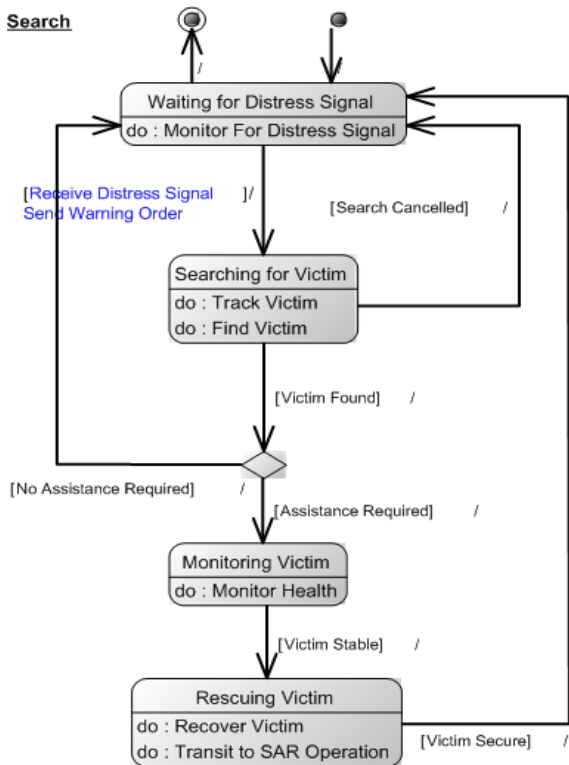 Search
/
/
Waiting for Distress Signal
do : Monitor For Distress Signal
[Receive Distress Signal ]/
Send Warning Order
[Search Cancelled] /
Searching for Victim
do : Track Victim
do : Find Victim
[Victim Found] /
[No Assistance Required] /
[Assistance Required] /
Monitoring Victim
do : Monitor Health
[Victim Stable] /
Rescuing Victim
do : Recover Victim
do : Transit to SAR Operation
[Victim Secure] /